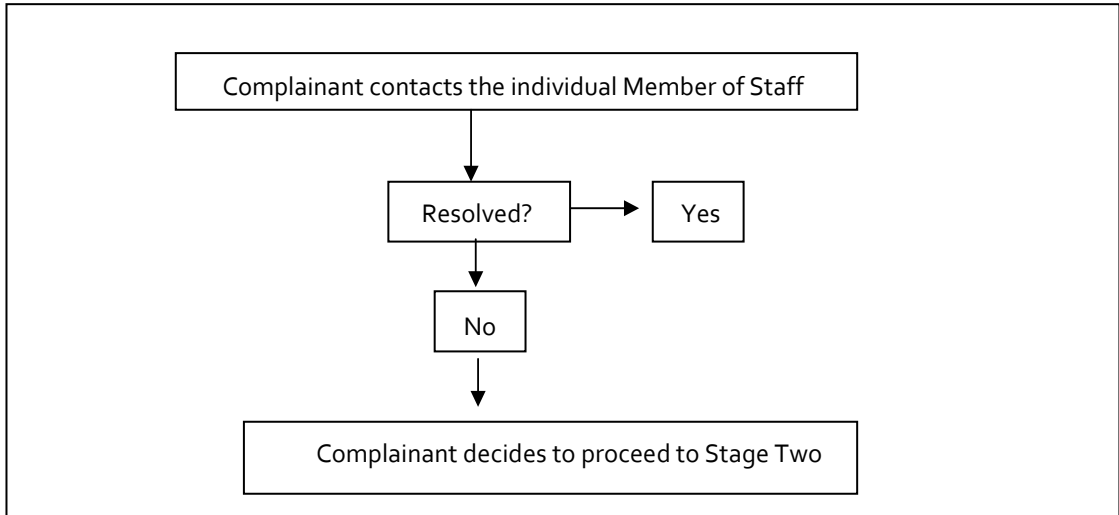 Complainant contacts the individual Member of Staff
Resolved?
Yes
No
Complainant decides to proceed to Stage Two